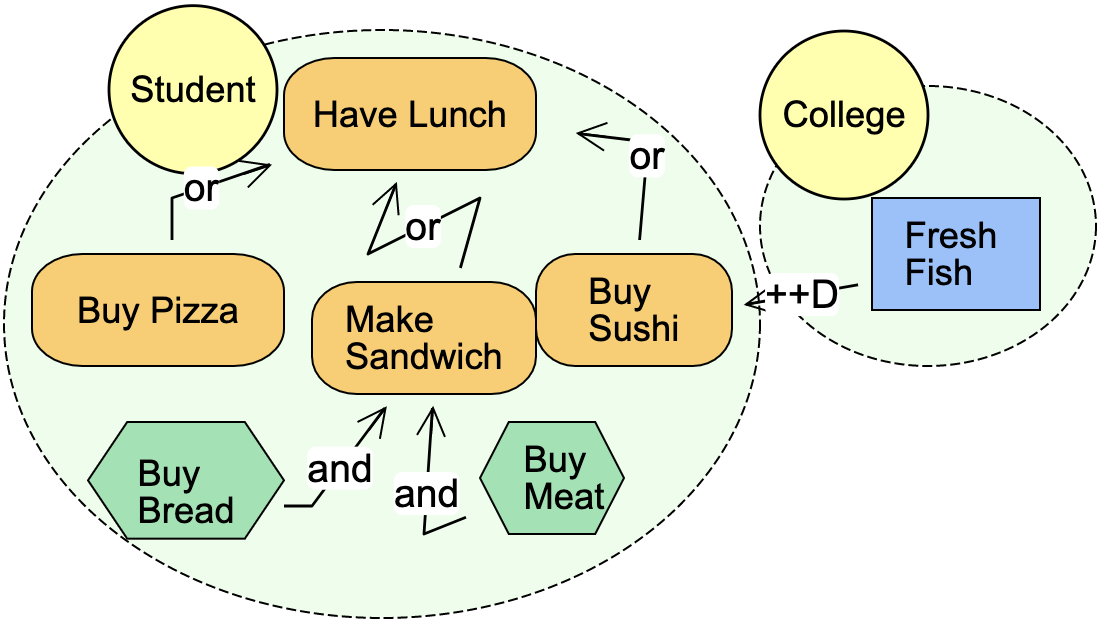 Student
Have Lunch
College
or
or
or
Fresh
Fish
Buy Pizza
Make
Sandwich
Buy
Sushi
++D
Buy
Bread
and
and
Buy
Meat